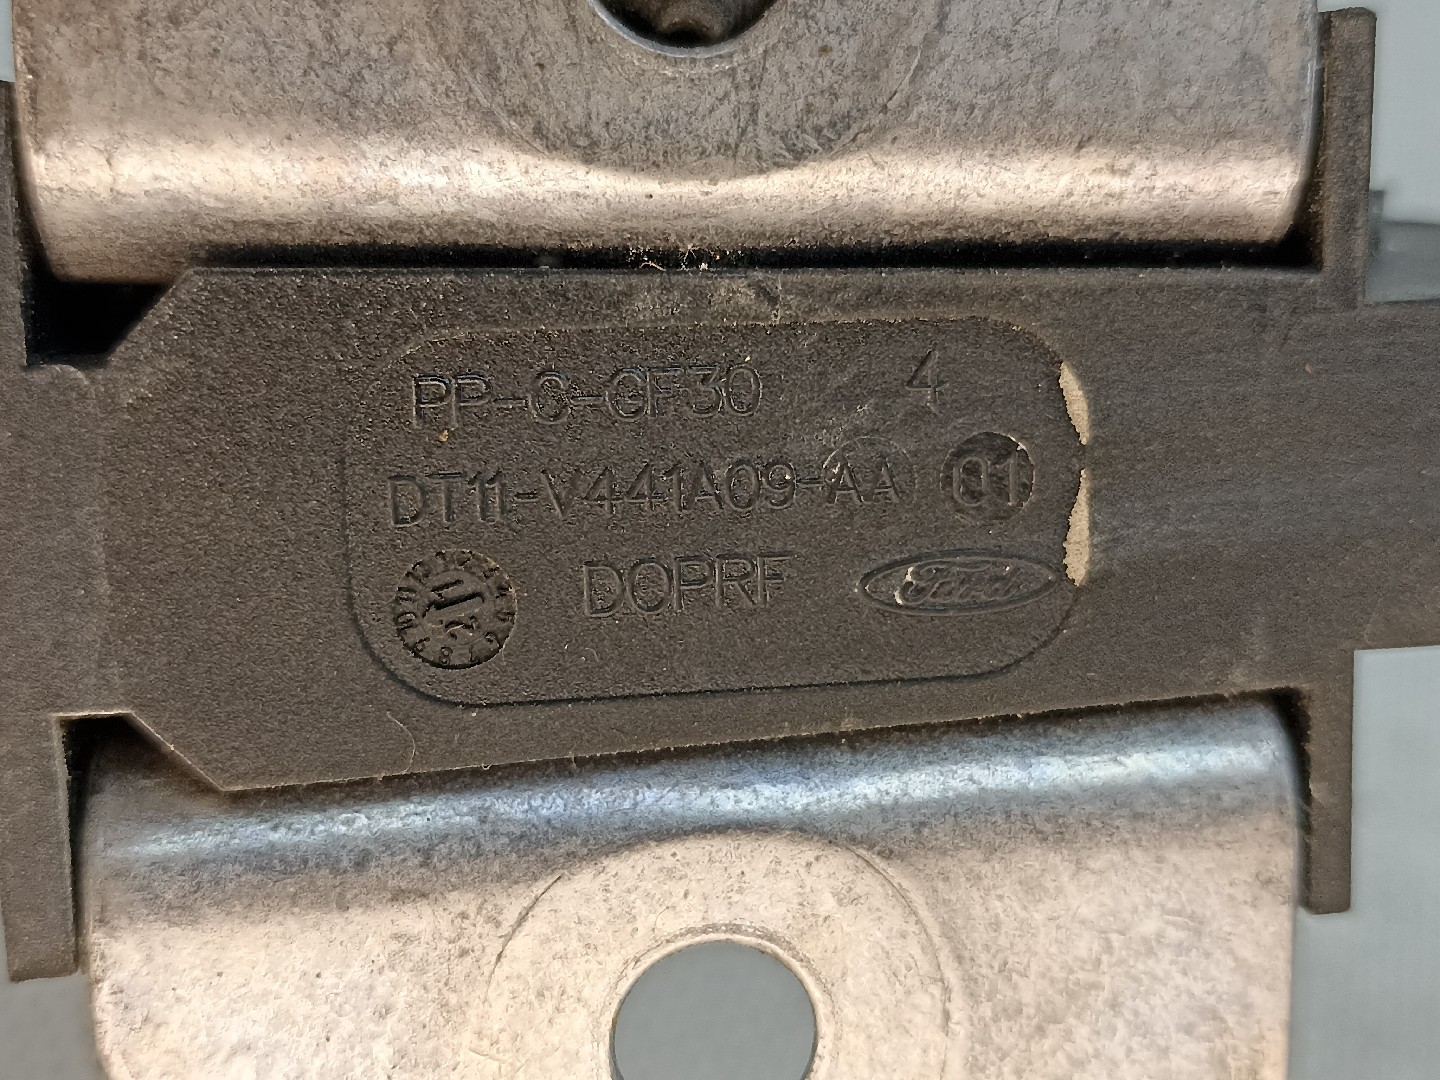 PP-C-GF30 4
DT11-V441A09-AA 01
DOPRF Ford